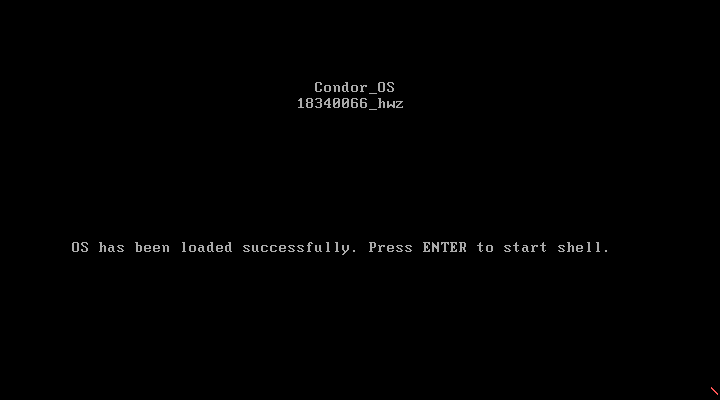 Condor_OS
18340066_hwz
OS has been loaded successfully. Press ENTER to start shell.
\